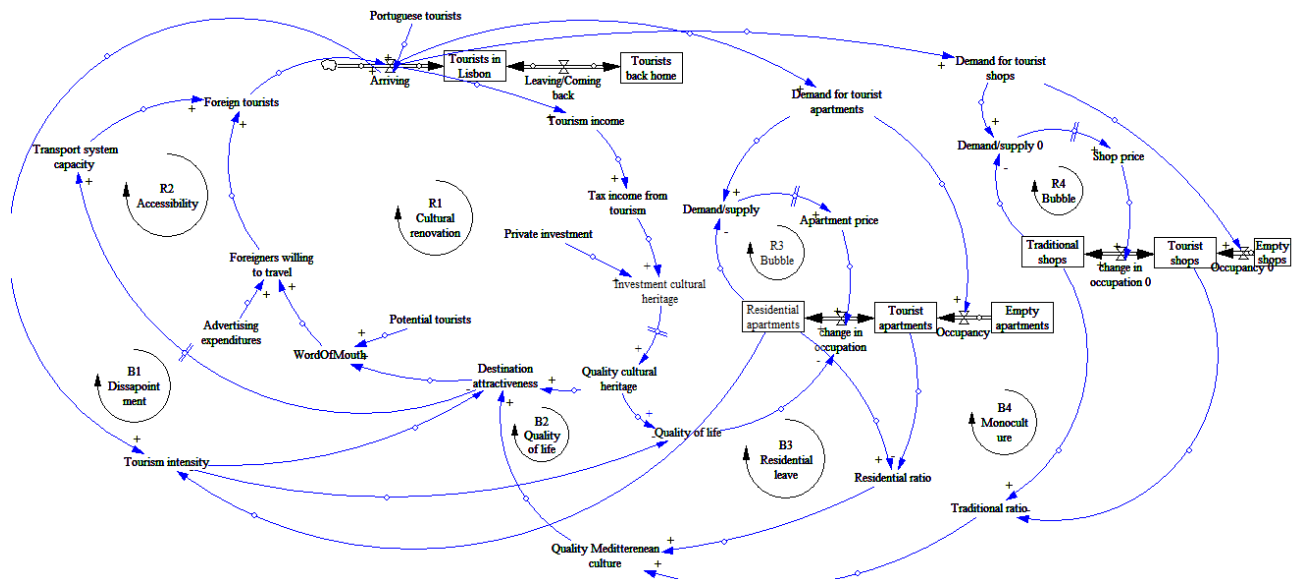 Portuguese tourists
Tourists in
Lisbon
Tourists
back home
Arriving
Leaving/Coming
back
Demand for tourist
shops
Foreign tourists
Demand for tourist
apartments
Tourism income
Transport system
capacity
Demand/supply 0
Shop price
R2
Accessibility
R1
Cultural
renovation
Tax income from
tourism
Demand/supply
Apartment price
R4
Bubble
Private investment
R3
Bubble
Traditional
shops
change in
occupation 0
Tourist
shops
Occupancy 0
Empty
shops
Foreigners willing
to travel
Investment cultural
heritage
Residential
apartments
change in
occupation
Tourist
apartments
Occupancy
Empty
apartments
Advertising
expenditures
Potential tourists
WordOfMouth
Destination
attractiveness
Quality cultural
heritage
B1
Dissapoint
ment
B2
Quality
of life
Quality of life
B3
Residential
leave
B4
Monocult
ure
Tourism intensity
Residential ratio
Traditional ratio
Quality Meditterenean
culture